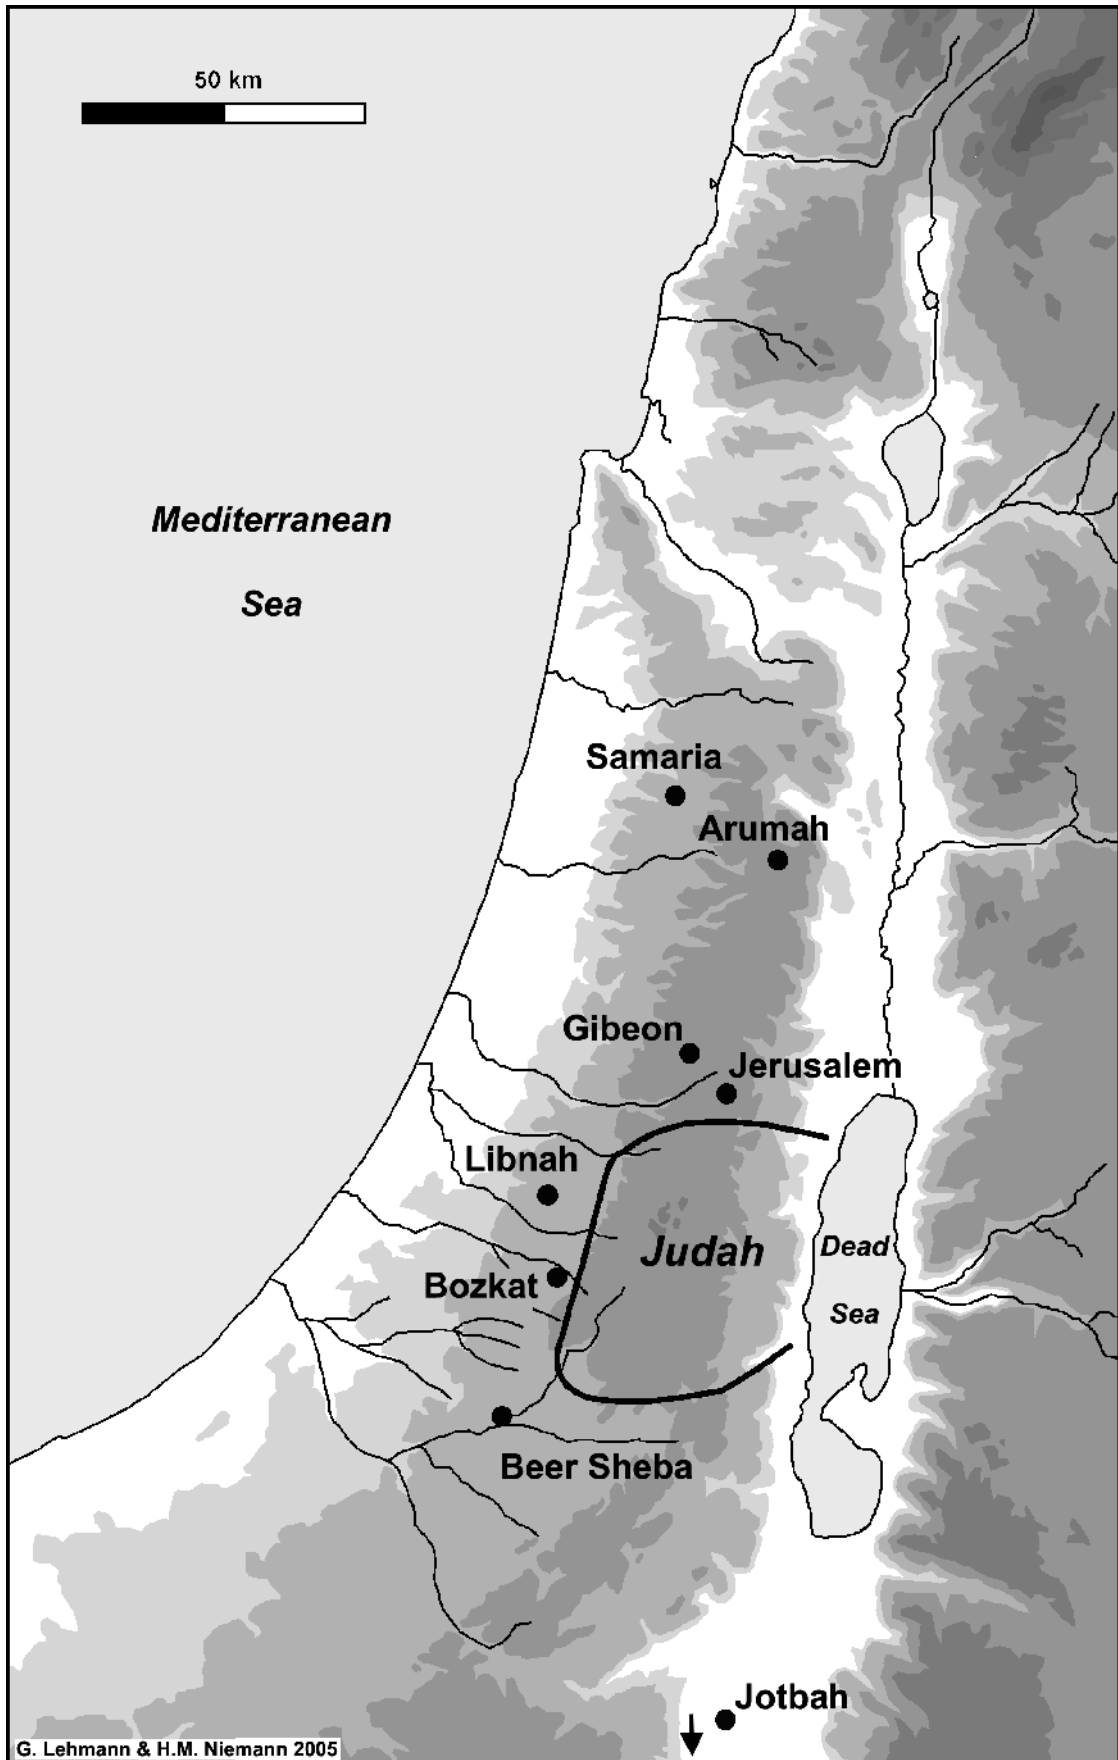 50 km
Mediterranean
Sea
Samaria
Arumah
Gibeon
Jerusalem
Libnah
Judah
Dead
Sea
Bozkat
Beer Sheba
Jotbah
G. Lehmann & H.M. Niemann 2005